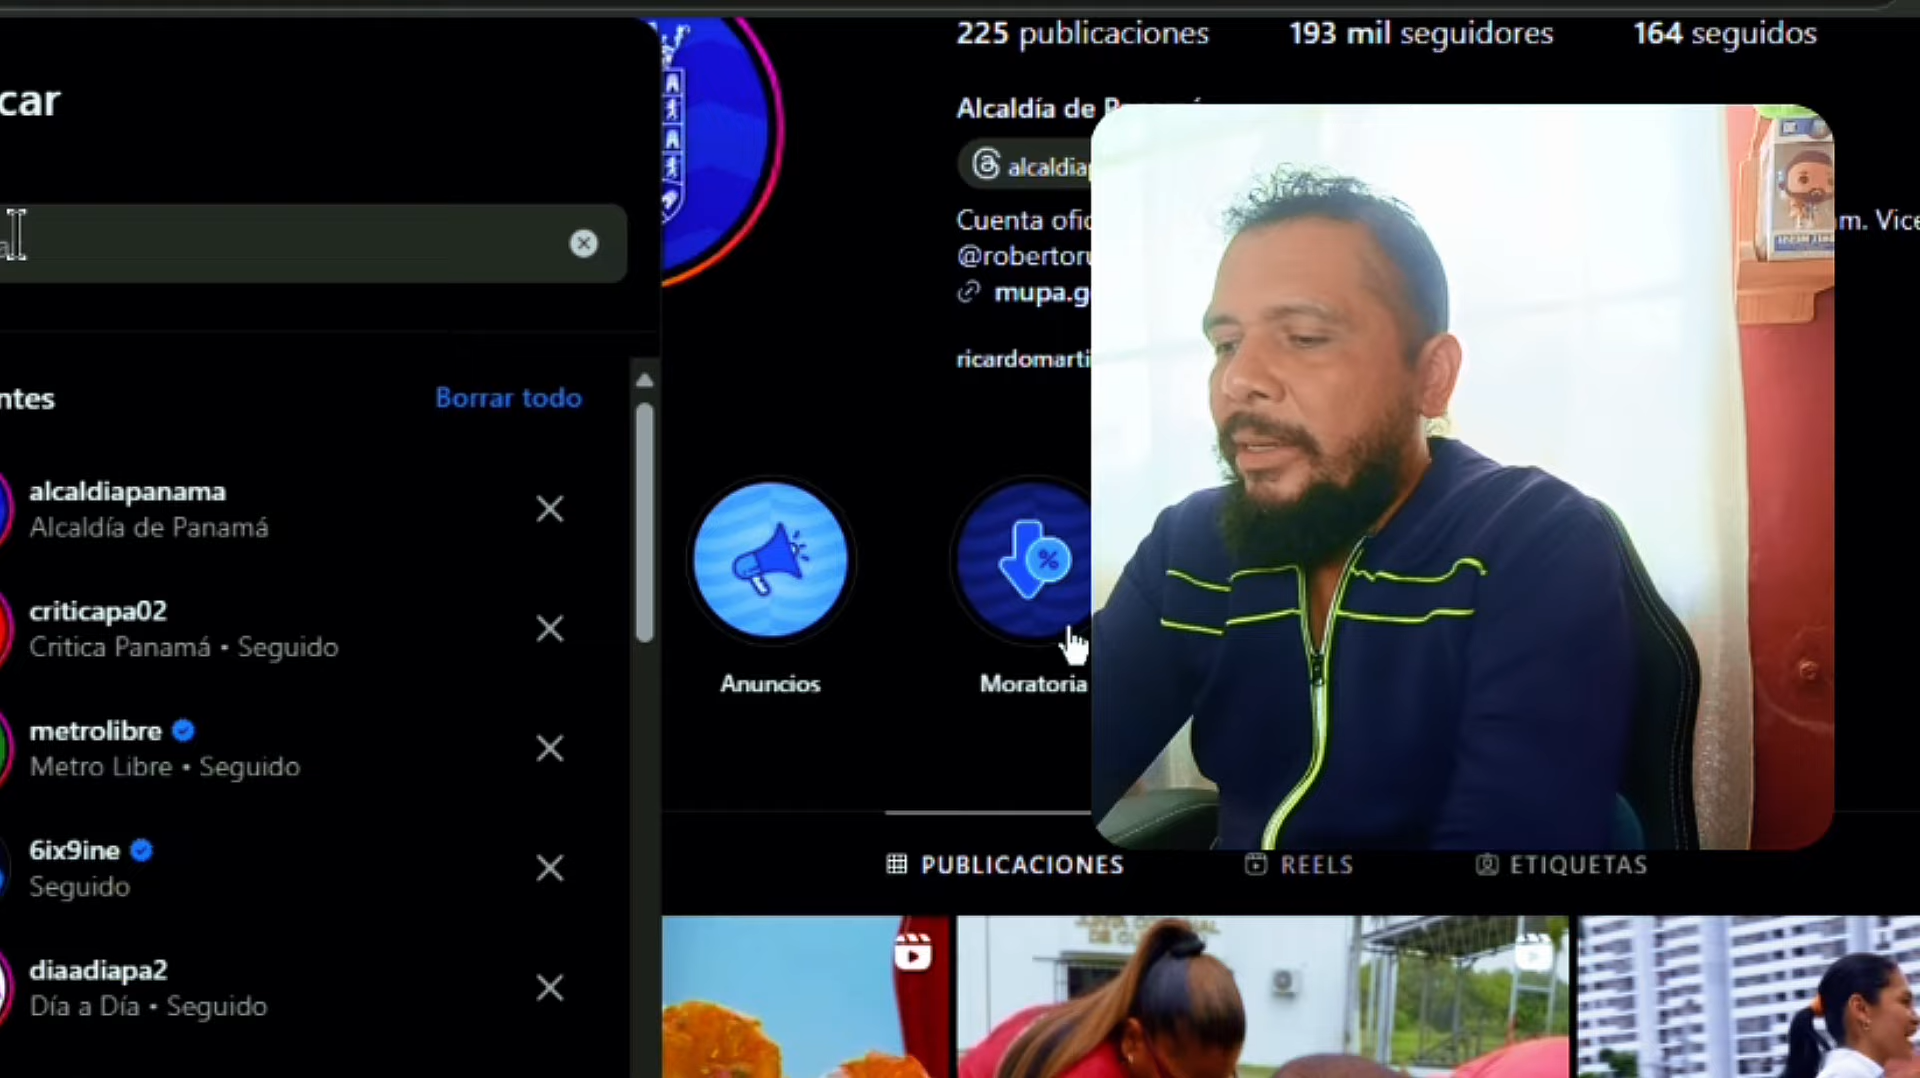 car
ntes
Borrar todo
alcaldiapanama
Alcaldía de Panamá
criticapa02
Critica Panamá • Seguido
metrolibre
Metro Libre • Seguido
6ix9ine
Seguido
diaadiapa2
Día a Día • Seguido
225 publicaciones
193 mil seguidores
164 seguidos
Alcaldía de
alcaldia
Cuenta ofic
m. Vice
@robertoru
mupa.g
ricardomarti
%
Anuncios
Moratoria
PUBLICACIONES
REELS
ETIQUETAS